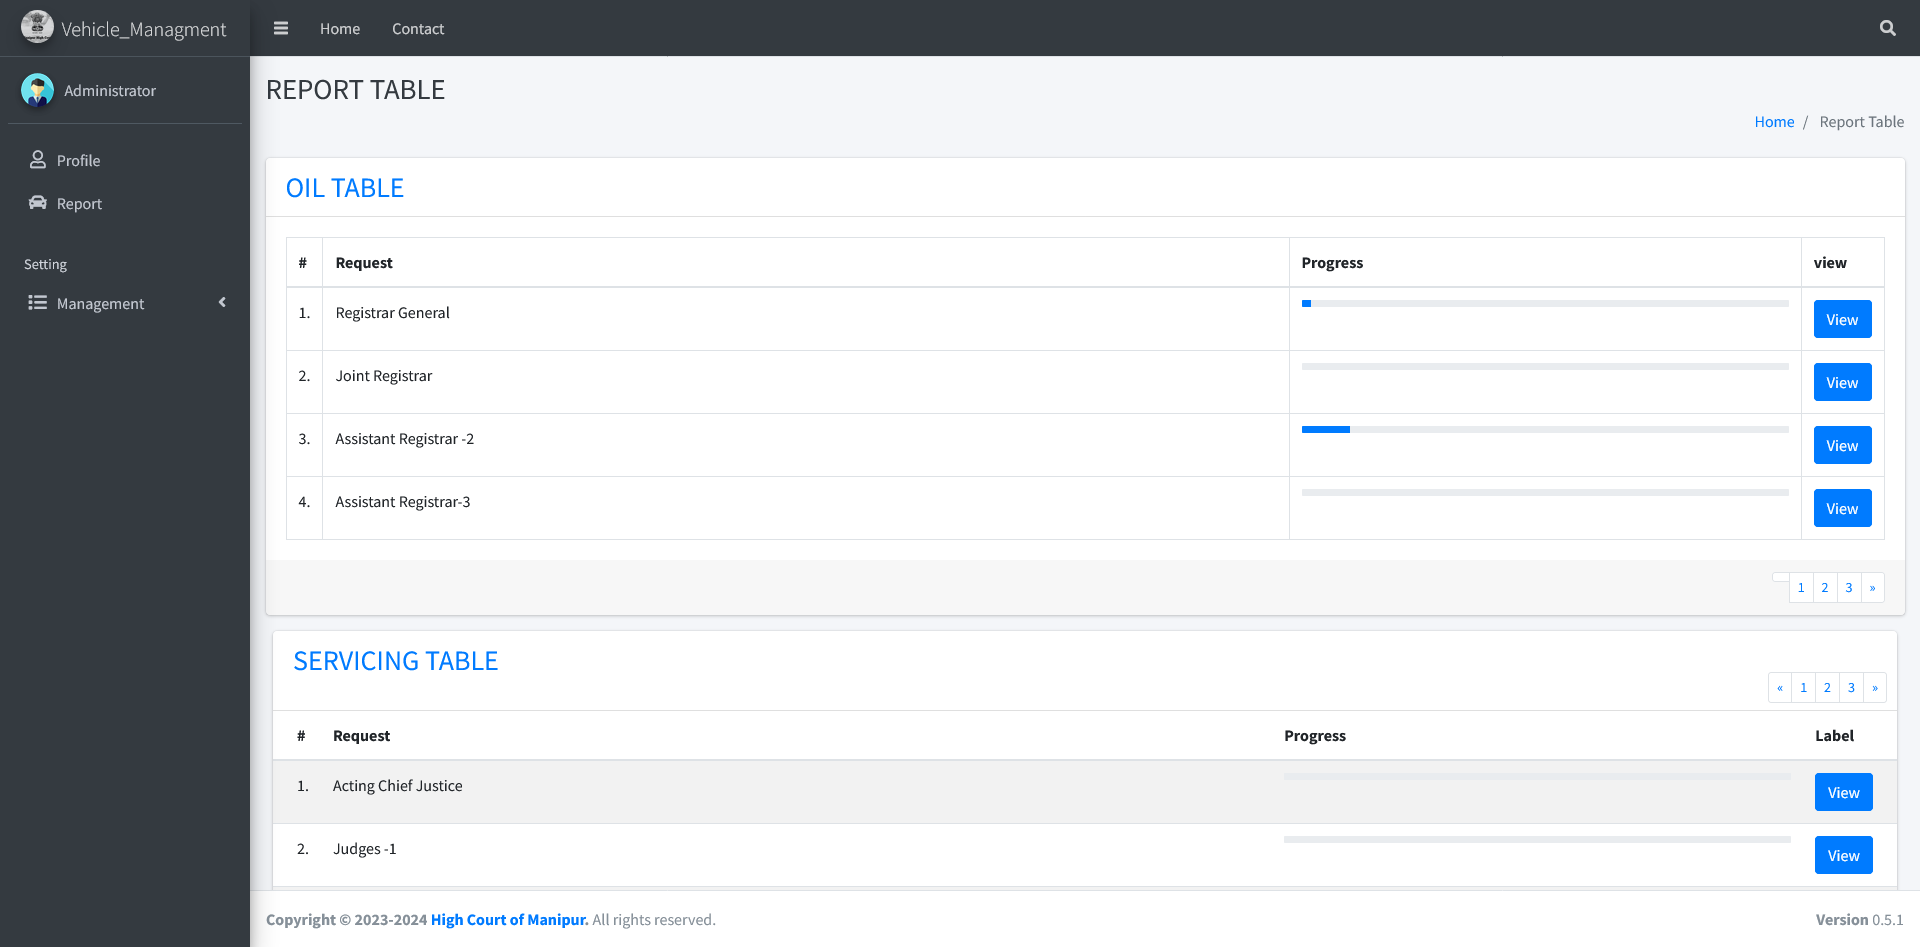 Vehicle_Managment
Home
Contact
Administrator
Profile
Report
Setting
Management
REPORT TABLE
Home / Report Table
OIL TABLE
# Request Progress view
1. Registrar General View
2. Joint Registrar View
3. Assistant Registrar -2 View
4. Assistant Registrar-3 View
1 2 3 »
SERVICING TABLE
« 1 2 3 »
# Request Progress Label
1. Acting Chief Justice View
2. Judges -1 View
Copyright © 2023-2024 High Court of Manipur. All rights reserved.
Version 0.5.1